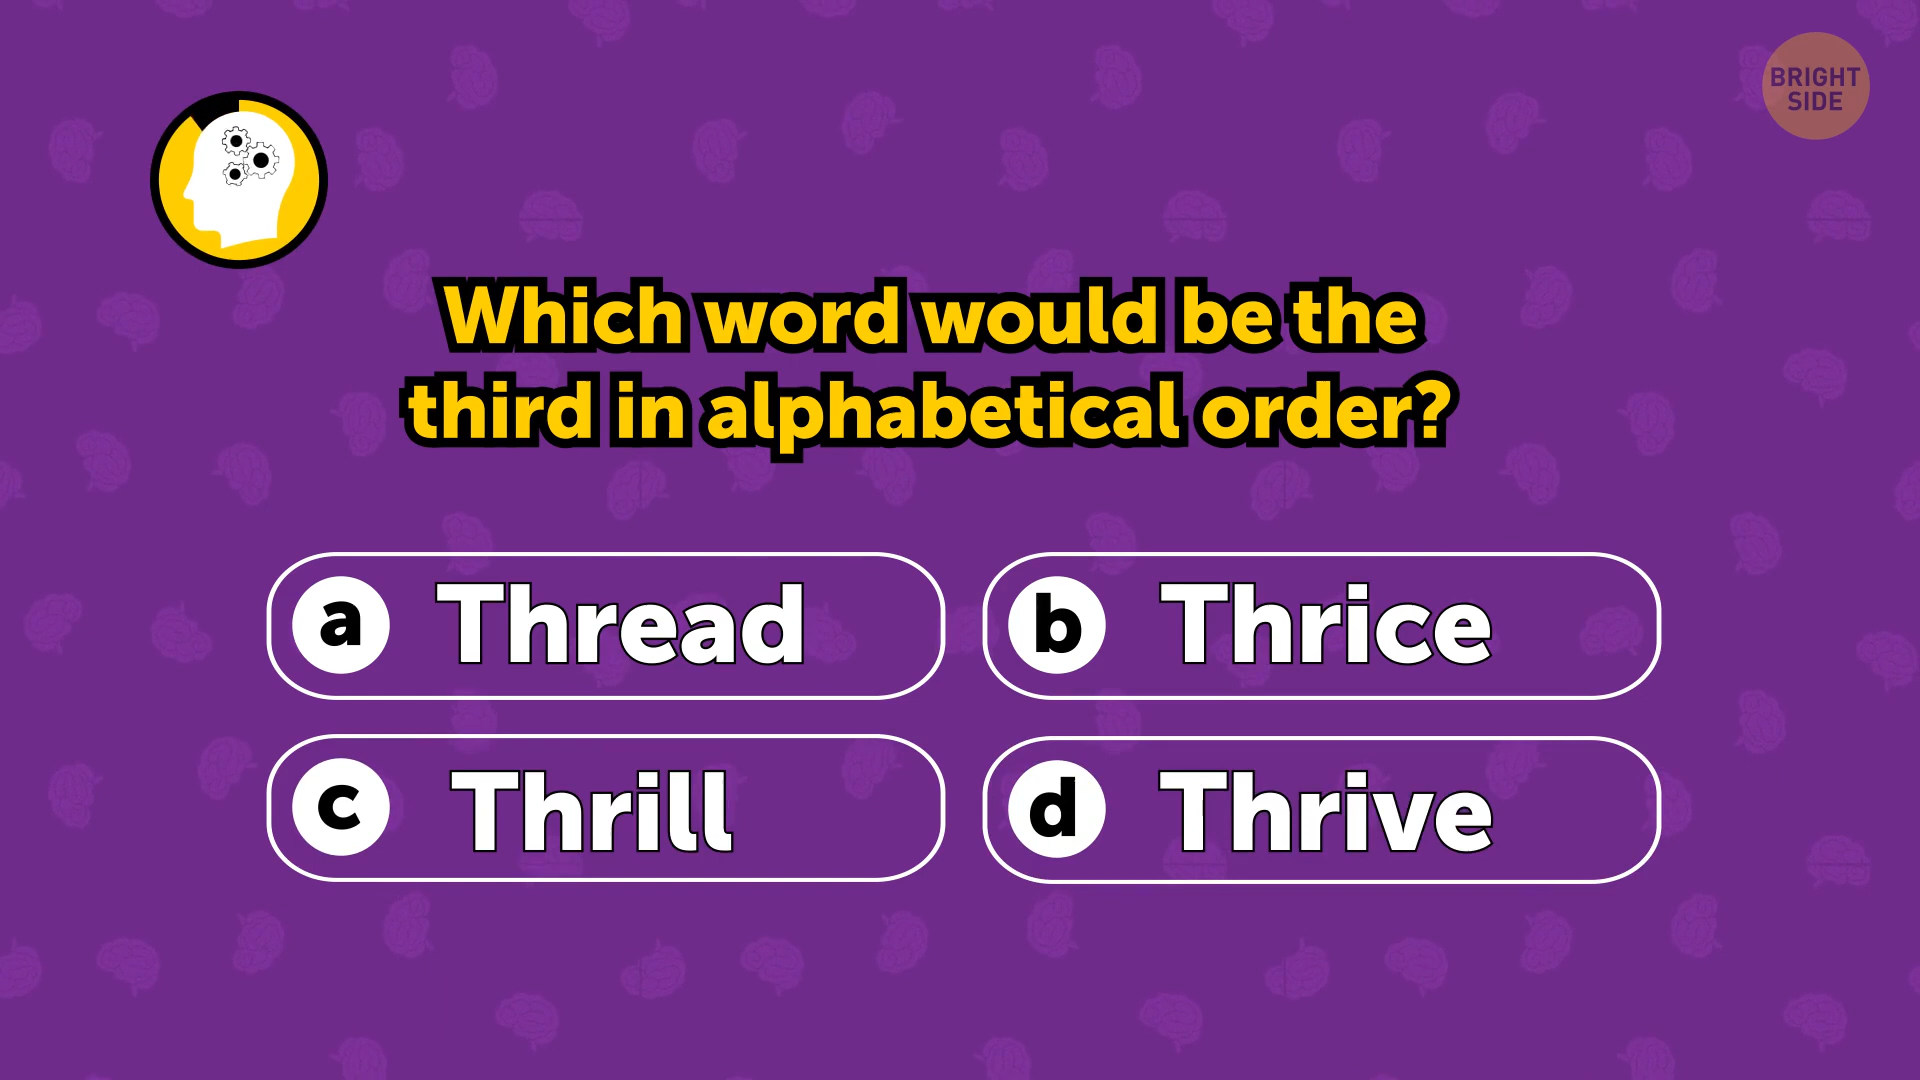 BRIGHT
SIDE
Which word would be the
third in alphabetical order?
a Thread
b Thrice
c Thrill
d Thrive